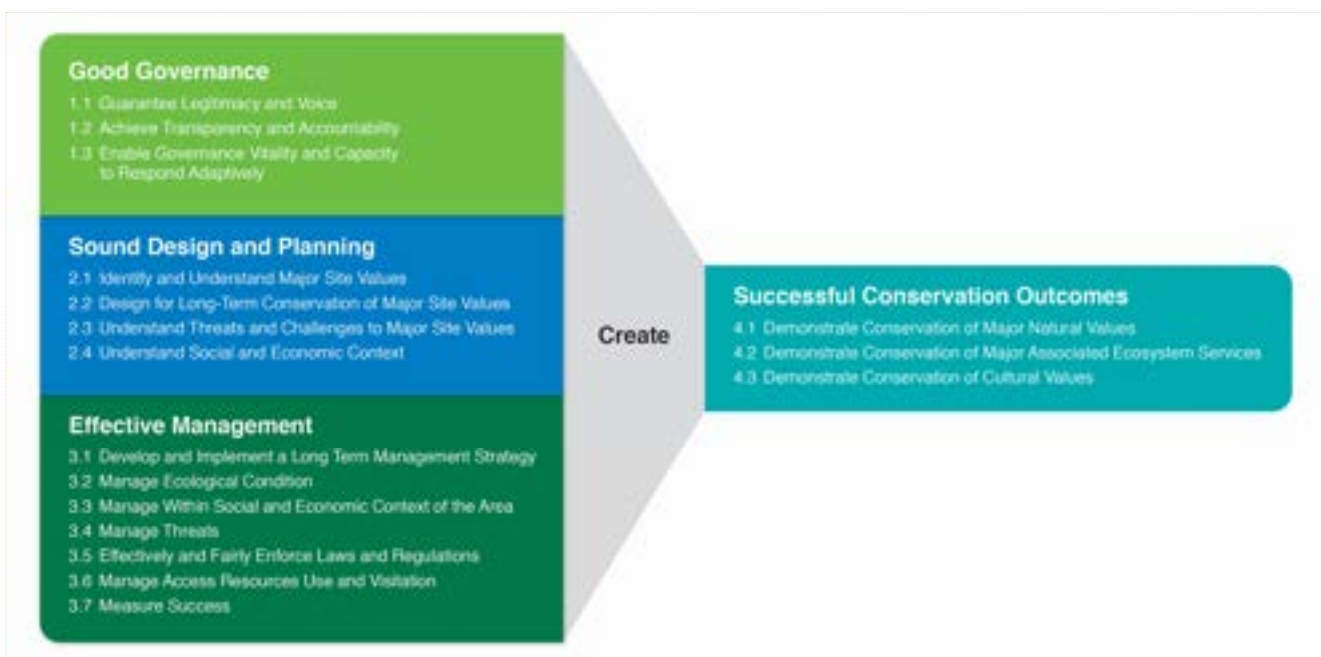 Good Governance
1.1 Guarantee Legitimacy and Voice
1.2 Achieve Transparency and Accountability
1.3 Enable Governance Vitality and Capacity
to Respond Adaptively
Sound Design and Planning
2.1 Identify and Understand Major Site Values
2.2 Design for Long-Term Conservation of Major Site Values
2.3 Understand Threats and Challenges to Major Site Values
2.4 Understand Social and Economic Context
Effective Management
3.1 Develop and Implement a Long Term Management Strategy
3.2 Manage Ecological Condition
3.3 Manage Within Social and Economic Context of the Area
3.4 Manage Threats
3.5 Effectively and Fairly Enforce Laws and Regulations
3.6 Manage Access Resources Use and Visitation
3.7 Measure Success
Create
Successful Conservation Outcomes
4.1 Demonstrate Conservation of Major Natural Values
4.2 Demonstrate Conservation of Major Associated Ecosystem Services
4.3 Demonstrate Conservation of Cultural Values